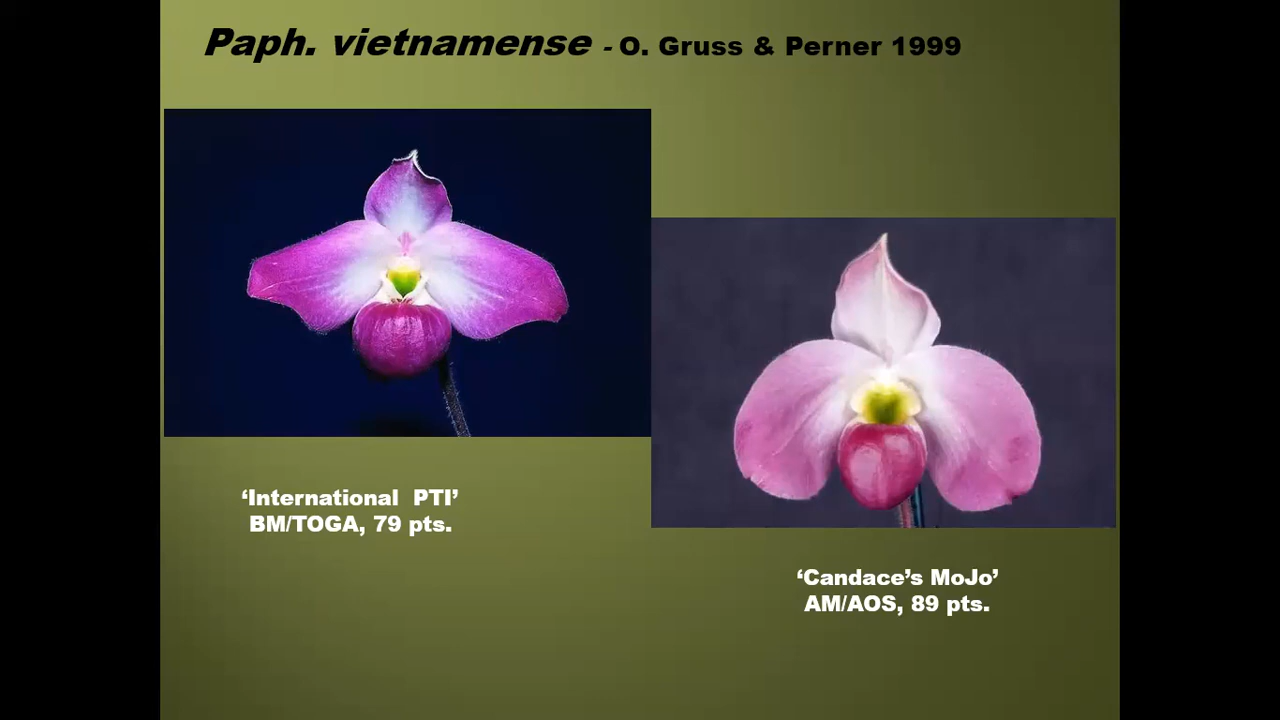 Paph. vietnamense - O. Gruss & Perner 1999
‘International PTI’
BM/TOGA, 79 pts.
‘Candace’s MoJo’
AM/AOS, 89 pts.